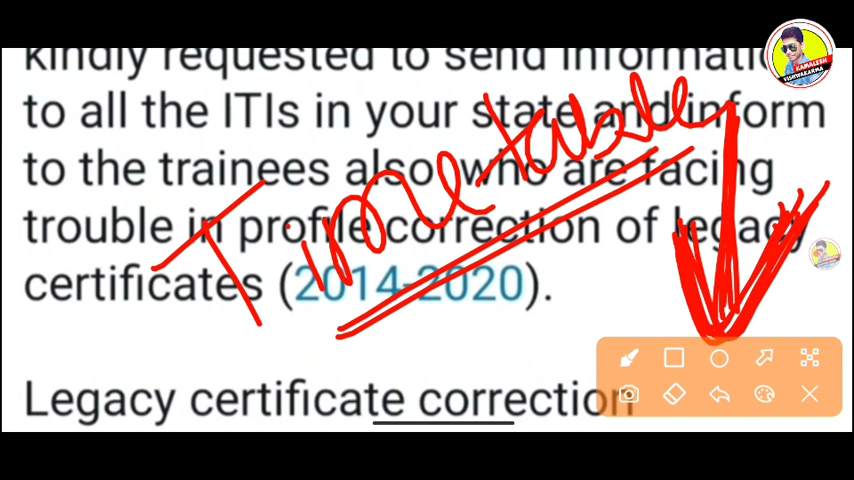 kindly requested to send informatio
to all the ITIs in your state and inform
to the trainees also who are facing
trouble in profile correction of legacy
certificates (2014-2020).
Legacy certificate correction
Timetable
KAMALESH
VISHWAKARMA